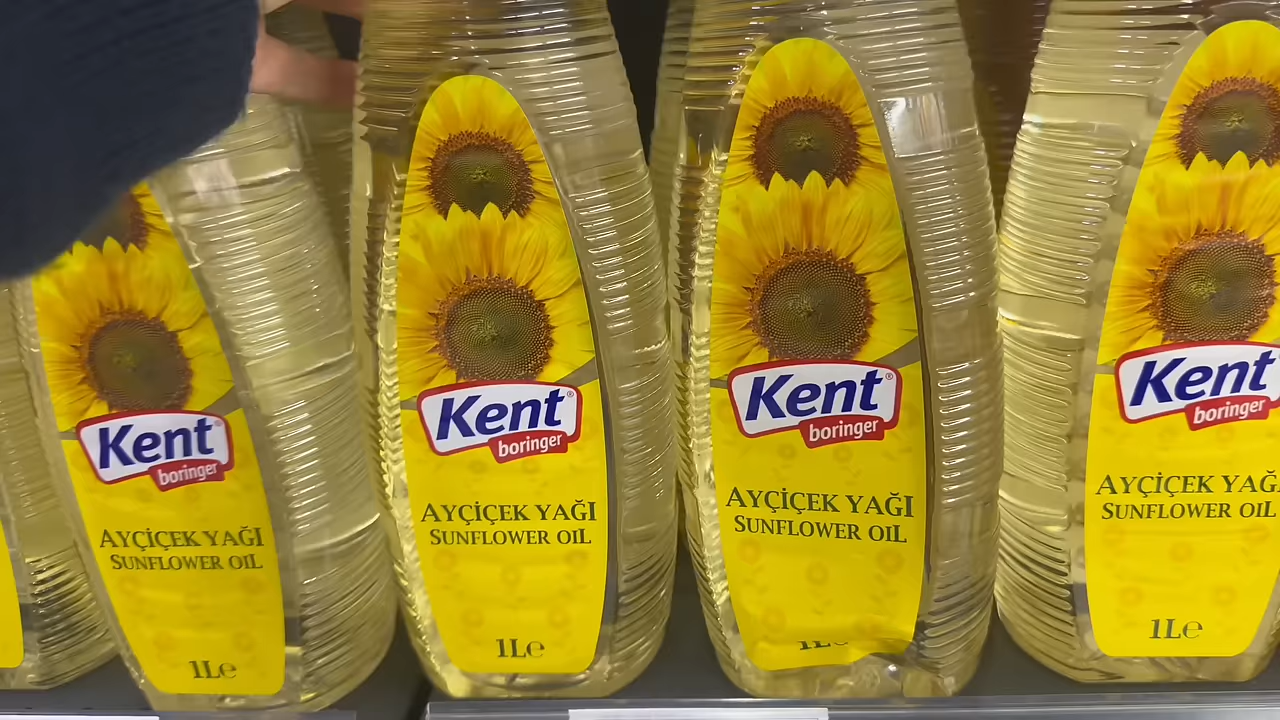 Kent
boringer
AYÇİÇEK YAĞI
SUNFLOWER OIL
1Le
Kent®
boringer
AYÇİÇEK YAĞI
SUNFLOWER OIL
1Le
Kent®
boringer
AYÇİÇEK YAĞI
SUNFLOWER OIL
1Le
Kent
boringer
AYÇİÇEK YAĞ
SUNFLOWER OIL
1Le